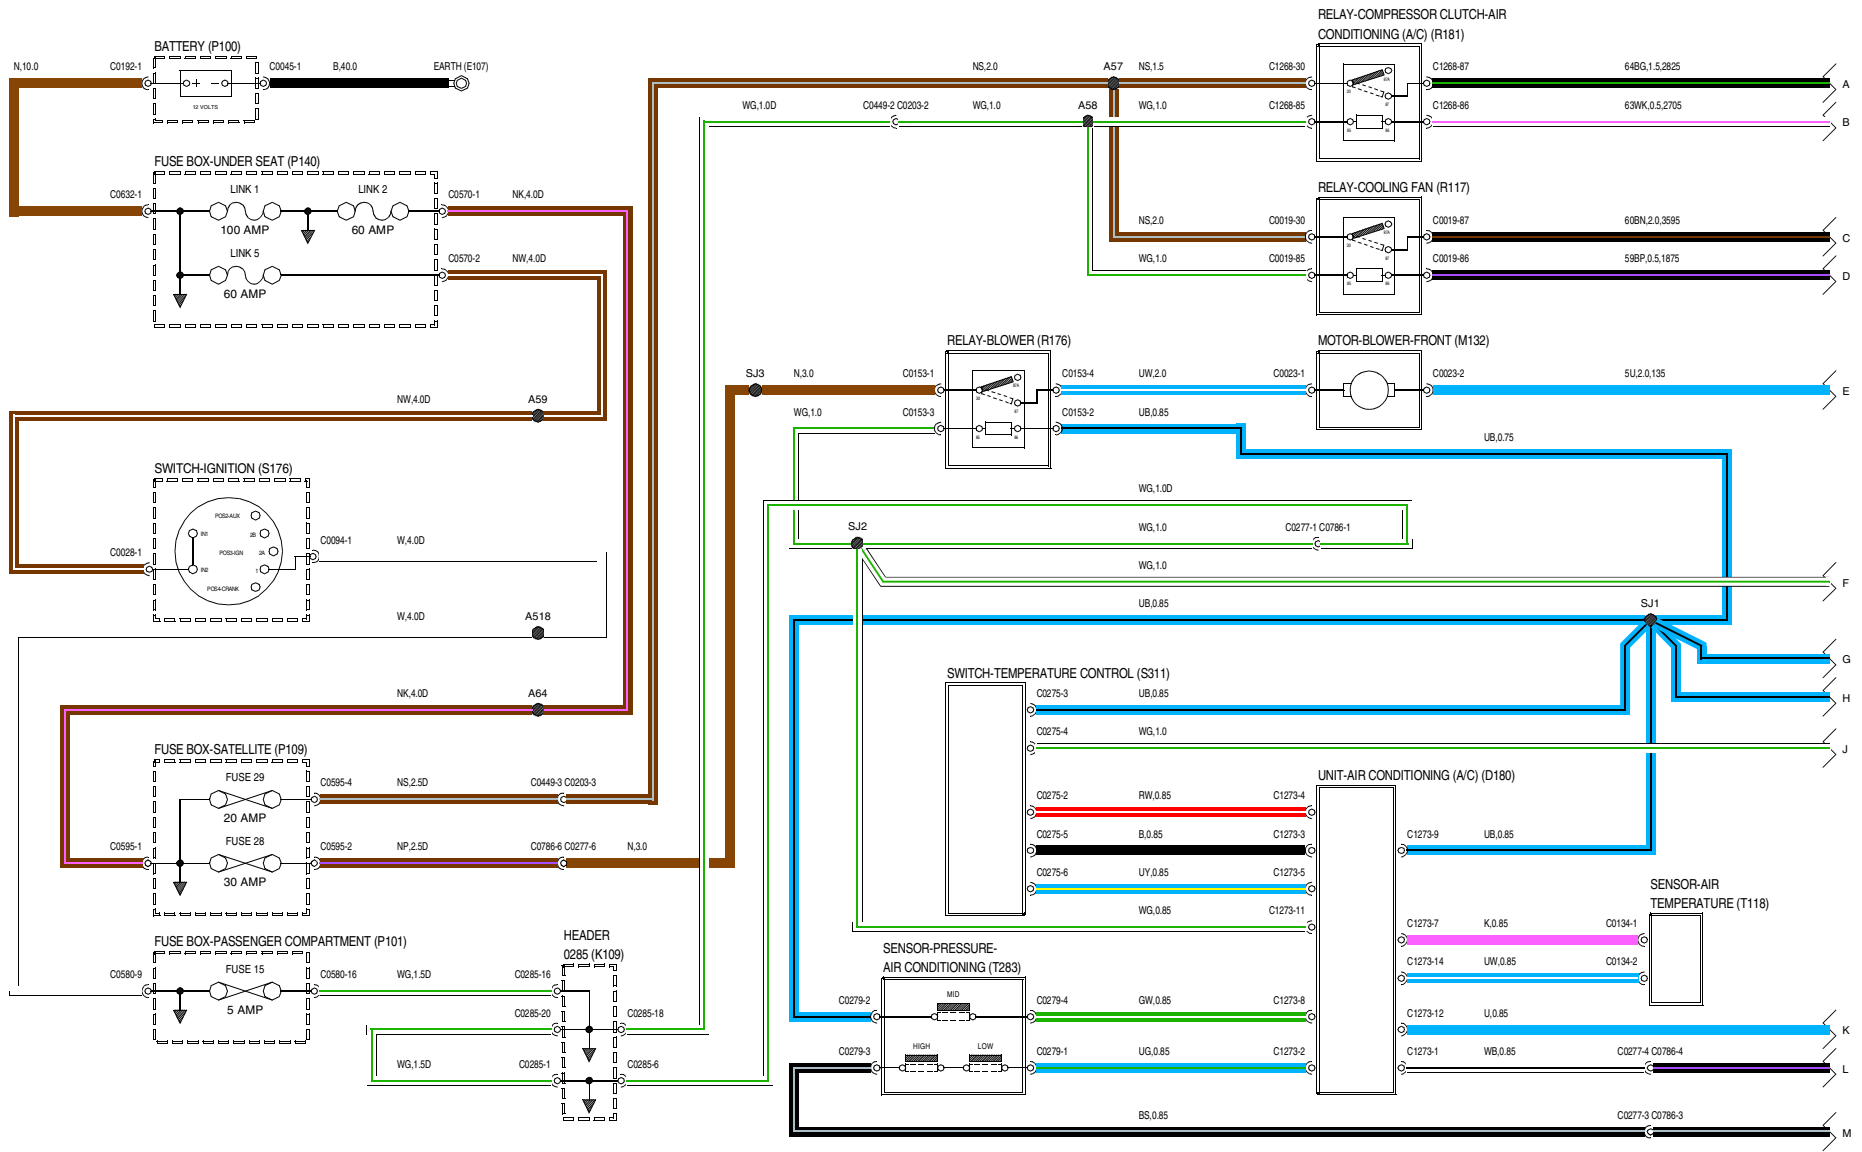 RELAY-COMPRESSOR CLUTCH-AIR
CONDITIONING (A/C) (R181)
BATTERY (P100)
N,10.0
C0192-1
C0045-1
B,40.0
EARTH (E107)
12 VOLTS
NS,2.0
A57
NS,1.5
C1268-30
C1268-87
64BG,1.5,2825
A
WG,1.0D
C0449-2 C0203-2
WG,1.0
A58
WG,1.0
C1268-85
C1268-86
63WK,0.5,2705
B
FUSE BOX-UNDER SEAT (P140)
C0632-1
LINK 1
LINK 2
C0570-1
NK,4.0D
100 AMP
60 AMP
LINK 5
C0570-2
NW,4.0D
60 AMP
RELAY-COOLING FAN (R117)
NS,2.0
C0019-30
C0019-87
60BN,2.0,3595
C
WG,1.0
C0019-85
C0019-86
59BP,0.5,1875
D
RELAY-BLOWER (R176)
MOTOR-BLOWER-FRONT (M132)
SJ3
N,3.0
C0153-1
C0153-4
UW,2.0
C0023-1
C0023-2
5U,2.0,135
E
WG,1.0
C0153-3
C0153-2
UB,0.85
UB,0.75
NW,4.0D
A59
SWITCH-IGNITION (S176)
POS2-AUX
IN1
2B
POS3-IGN
2A
IN2
1
POS4-CRANK
C0028-1
C0094-1
W,4.0D
WG,1.0D
SJ2
WG,1.0
C0277-1 C0786-1
WG,1.0
F
UB,0.85
SJ1
W,4.0D
A518
G
SWITCH-TEMPERATURE CONTROL (S311)
C0275-3
UB,0.85
H
NK,4.0D
A64
C0275-4
WG,1.0
J
FUSE BOX-SATELLITE (P109)
FUSE 29
C0595-4
NS,2.5D
C0449-3 C0203-3
20 AMP
C0595-1
FUSE 28
C0595-2
NP,2.5D
C0786-6 C0277-6
N,3.0
30 AMP
UNIT-AIR CONDITIONING (A/C) (D180)
C0275-2
RW,0.85
C1273-4
C0275-5
B,0.85
C1273-3
C1273-9
UB,0.85
C0275-6
UY,0.85
C1273-5
WG,0.85
C1273-11
SENSOR-AIR
TEMPERATURE (T118)
C1273-7
K,0.85
C0134-1
C1273-14
UW,0.85
C0134-2
FUSE BOX-PASSENGER COMPARTMENT (P101)
C0580-9
FUSE 15
C0580-16
WG,1.5D
C0285-16
5 AMP
HEADER
0285 (K109)
C0285-20
C0285-18
WG,1.5D
C0285-1
C0285-6
SENSOR-PRESSURE-
AIR CONDITIONING (T283)
C0279-2
MID
C0279-4
GW,0.85
C1273-8
C1273-12
U,0.85
K
C0279-3
HIGH
LOW
C0279-1
UG,0.85
C1273-2
C1273-1
WB,0.85
C0277-4 C0786-4
L
BS,0.85
C0277-3 C0786-3
M